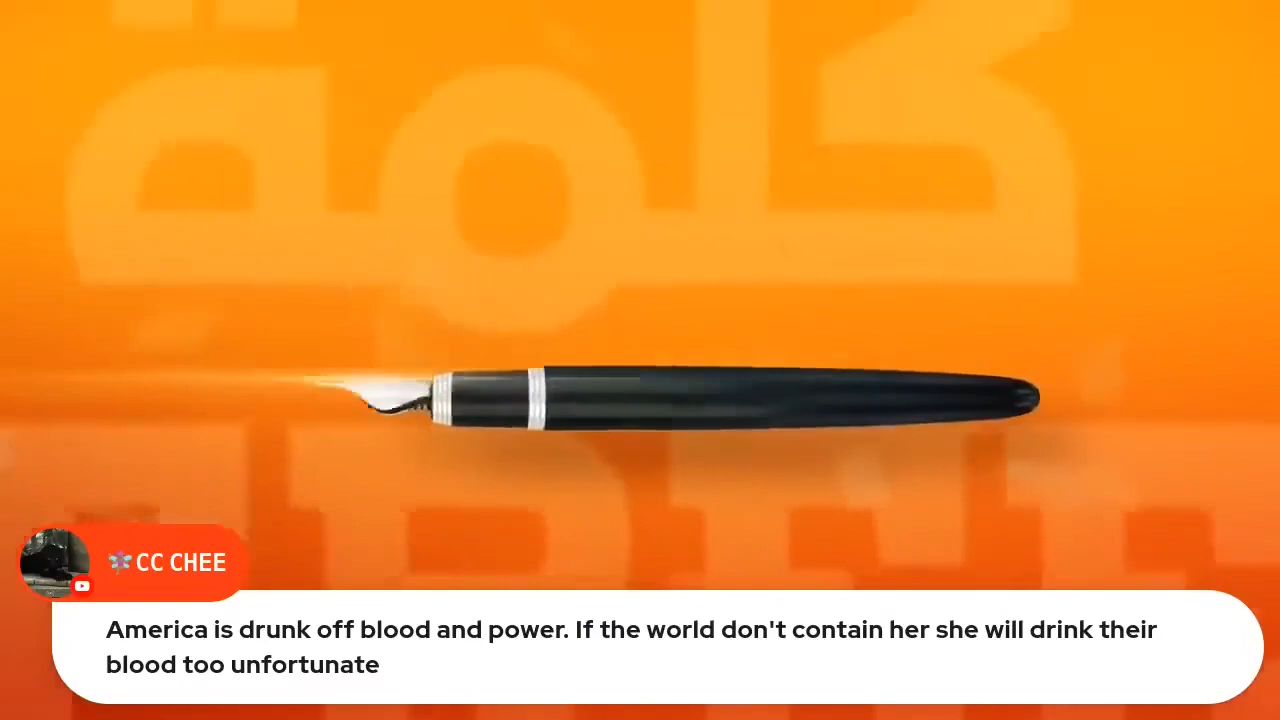 كلمة
CC CHEE
America is drunk off blood and power. If the world don't contain her she will drink their
blood too unfortunate